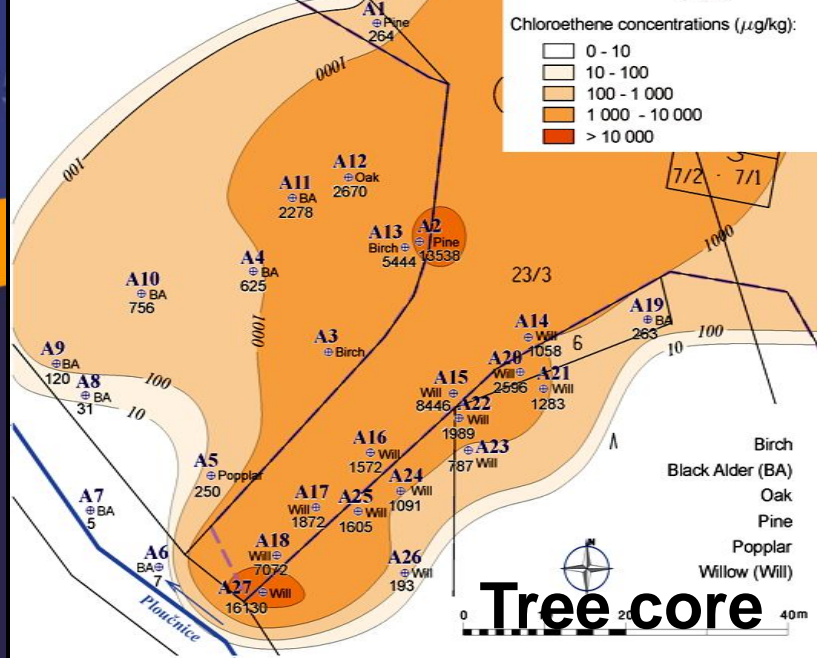 A1
Pine
264
Chloroethene concentrations (µg/kg):
0 - 10
10 - 100
100 - 1 000
1 000 - 10 000
> 10 000
1000
100
A12
Oak
2670
A11
BA
2278
7/2 - 7/1
A13
Birch
5444
A2
Pine
13538
1000
A4
BA
625
23/3
A10
BA
756
1000
A3
Birch
A19
BA
263
A14
Will
1058
6
100
10
A9
BA
120
A8
BA
31
100
10
A20
Will
2596
A21
Will
1283
A15
Will
8446
A22
Will
1989
A16
Will
1572
A23
787 Will
Birch
Black Alder (BA)
Oak
Pine
Popplar
Willow (Will)
A5
Popplar
250
A24
Will
1091
A7
BA
5
A17
Will
1872
A25
Will
1605
A18
Will
7072
A6
BA
7
A26
Will
193
N
A27
Will
16130
Ploučnice
Tree core
0
20
40m